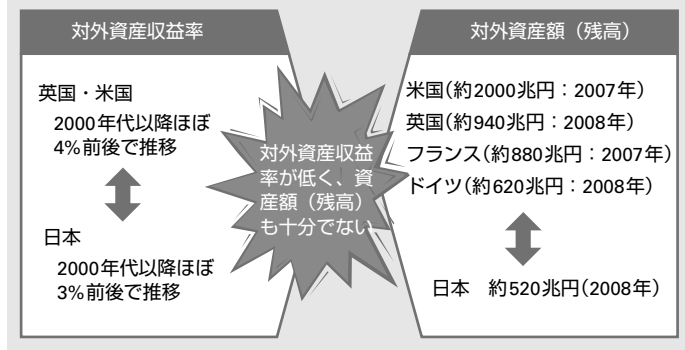 対外資産収益率
英国・米国
2000年代以降ほぼ
4%前後で推移
日本
2000年代以降ほぼ
3%前後で推移
対外資産収益
率が低く、資
産額（残高）
も十分でない
対外資産額（残高）
米国(約2000兆円：2007年)
英国(約940兆円：2008年)
フランス(約880兆円：2007年)
ドイツ(約620兆円：2008年)
日本　約520兆円(2008年)